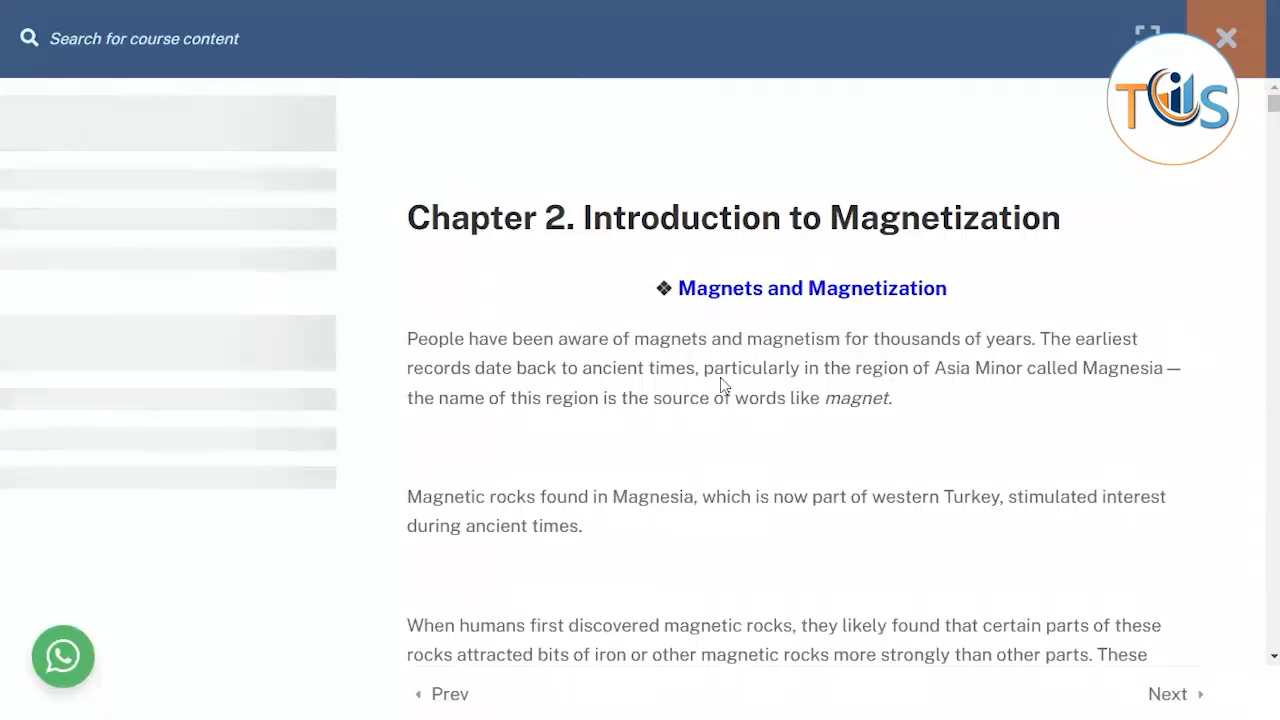 Search for course content
TCS
Chapter 2. Introduction to Magnetization
❖ Magnets and Magnetization
People have been aware of magnets and magnetism for thousands of years. The earliest
records date back to ancient times, particularly in the region of Asia Minor called Magnesia—
the name of this region is the source of words like magnet.
Magnetic rocks found in Magnesia, which is now part of western Turkey, stimulated interest
during ancient times.
When humans first discovered magnetic rocks, they likely found that certain parts of these
rocks attracted bits of iron or other magnetic rocks more strongly than other parts. These
Prev
Next